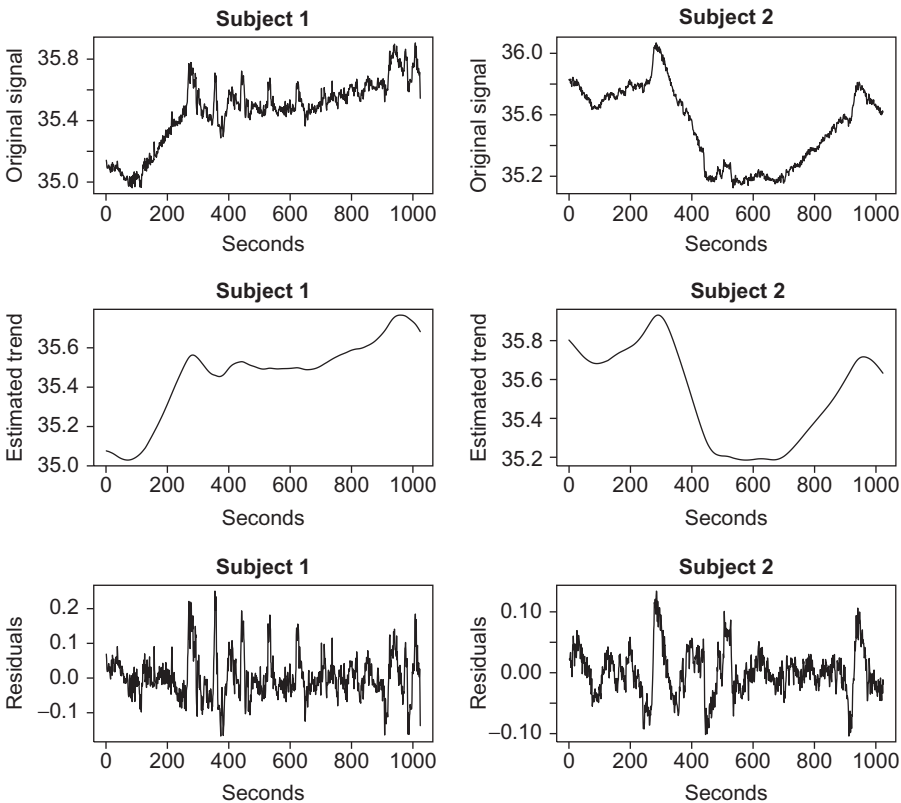 Subject 1
Original signal
35.8
35.4
35.0
0 200 400 600 800 1000
Seconds
Subject 2
Original signal
36.0
35.6
35.2
0 200 400 600 800 1000
Seconds
Subject 1
Estimated trend
35.6
35.4
35.2
35.0
0 200 400 600 800 1000
Seconds
Subject 2
Estimated trend
35.8
35.6
35.4
35.2
0 200 400 600 800 1000
Seconds
Subject 1
Residuals
0.2
0.1
0.0
−0.1
0 200 400 600 800 1000
Seconds
Subject 2
Residuals
0.10
0.00
−0.10
0 200 400 600 800 1000
Seconds